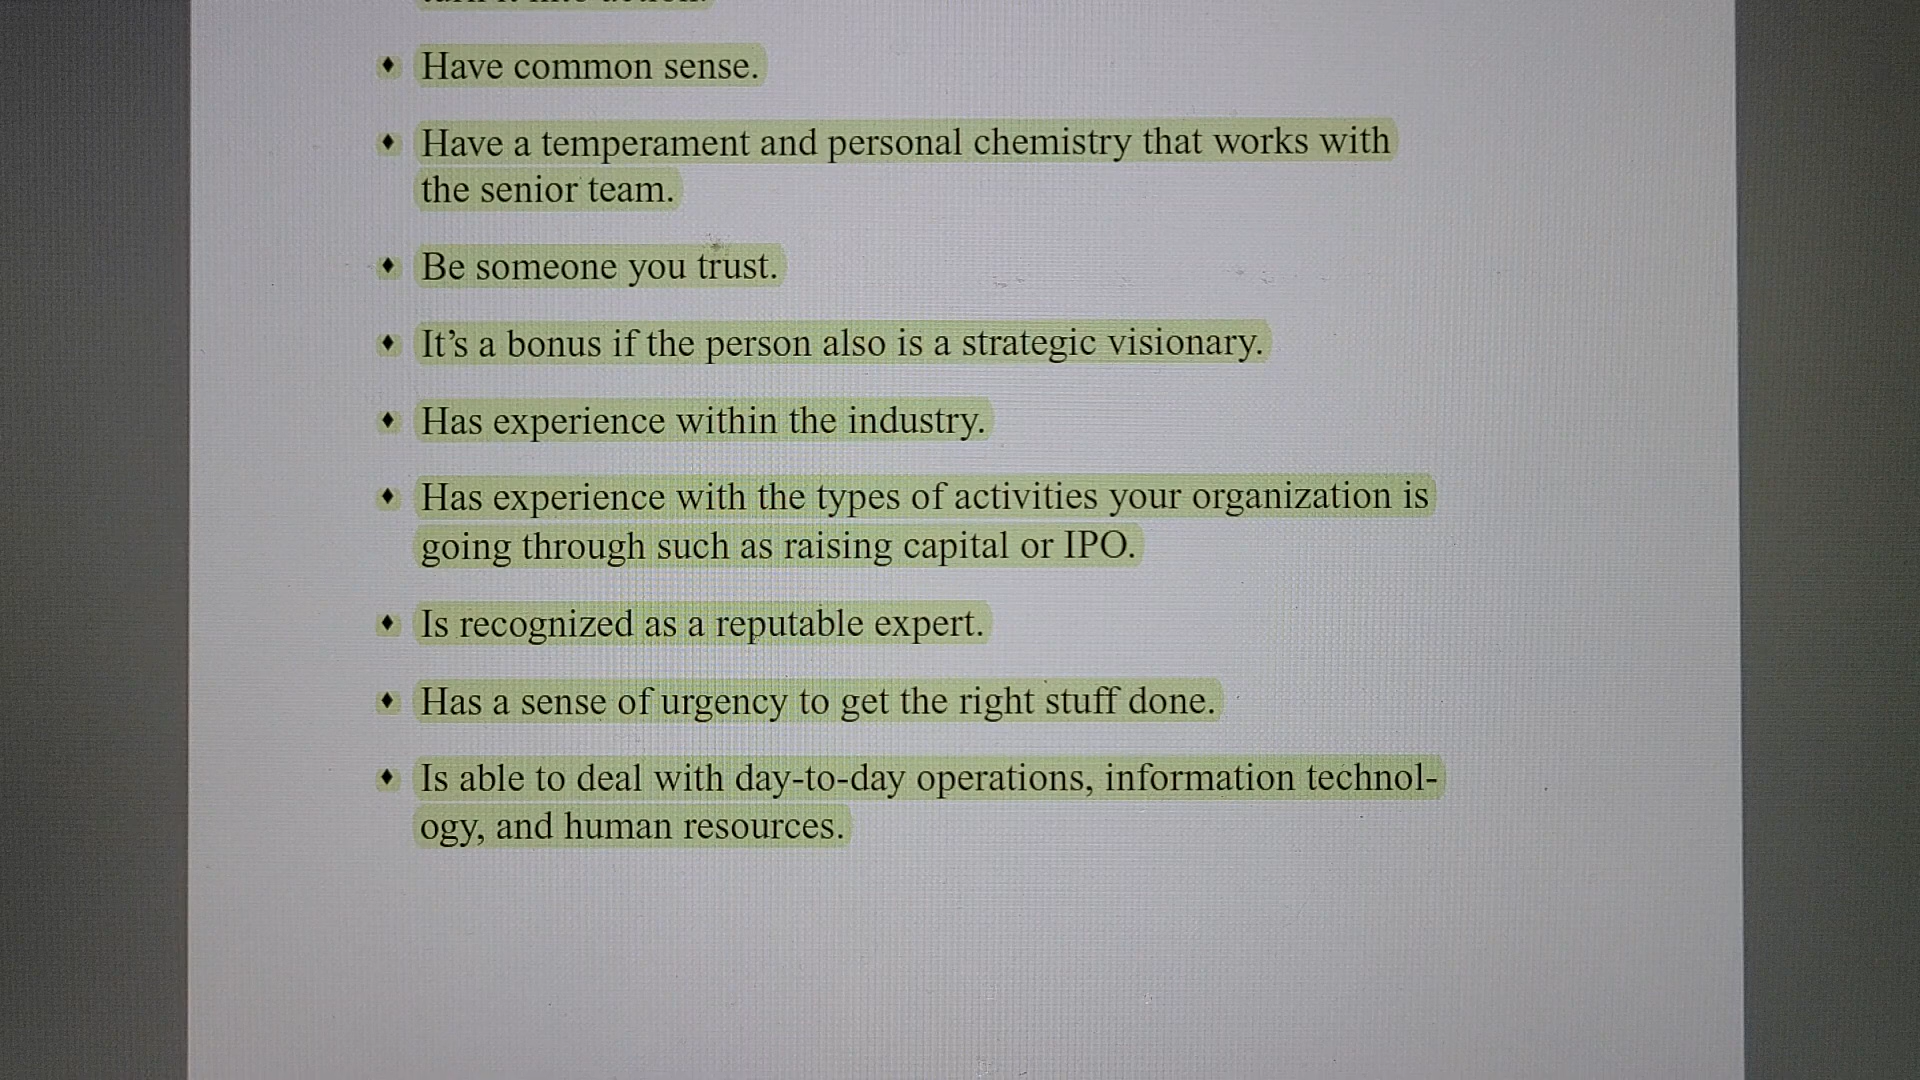 ♦ Have common sense.
♦ Have a temperament and personal chemistry that works with
the senior team.
♦ Be someone you trust.
♦ It’s a bonus if the person also is a strategic visionary.
♦ Has experience within the industry.
♦ Has experience with the types of activities your organization is
going through such as raising capital or IPO.
♦ Is recognized as a reputable expert.
♦ Has a sense of urgency to get the right stuff done.
♦ Is able to deal with day-to-day operations, information technol-
ogy, and human resources.